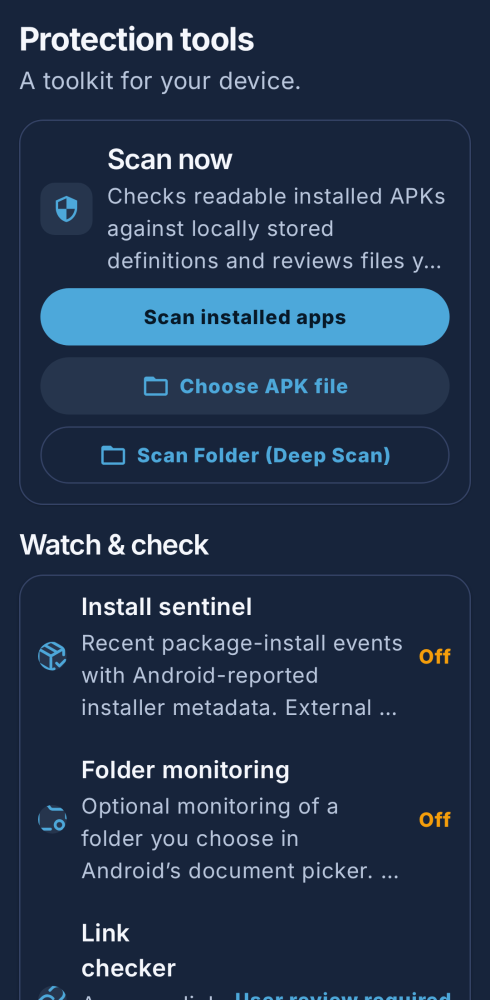 Protection tools
A toolkit for your device.
Scan now
Checks readable installed APKs
against locally stored
definitions and reviews files y…
Scan installed apps
Choose APK file
Scan Folder (Deep Scan)
Watch & check
Install sentinel
Recent package-install events
with Android-reported
installer metadata. External …
Off
Folder monitoring
Optional monitoring of a
folder you choose in
Android’s document picker. …
Off
Link
checker
User review required